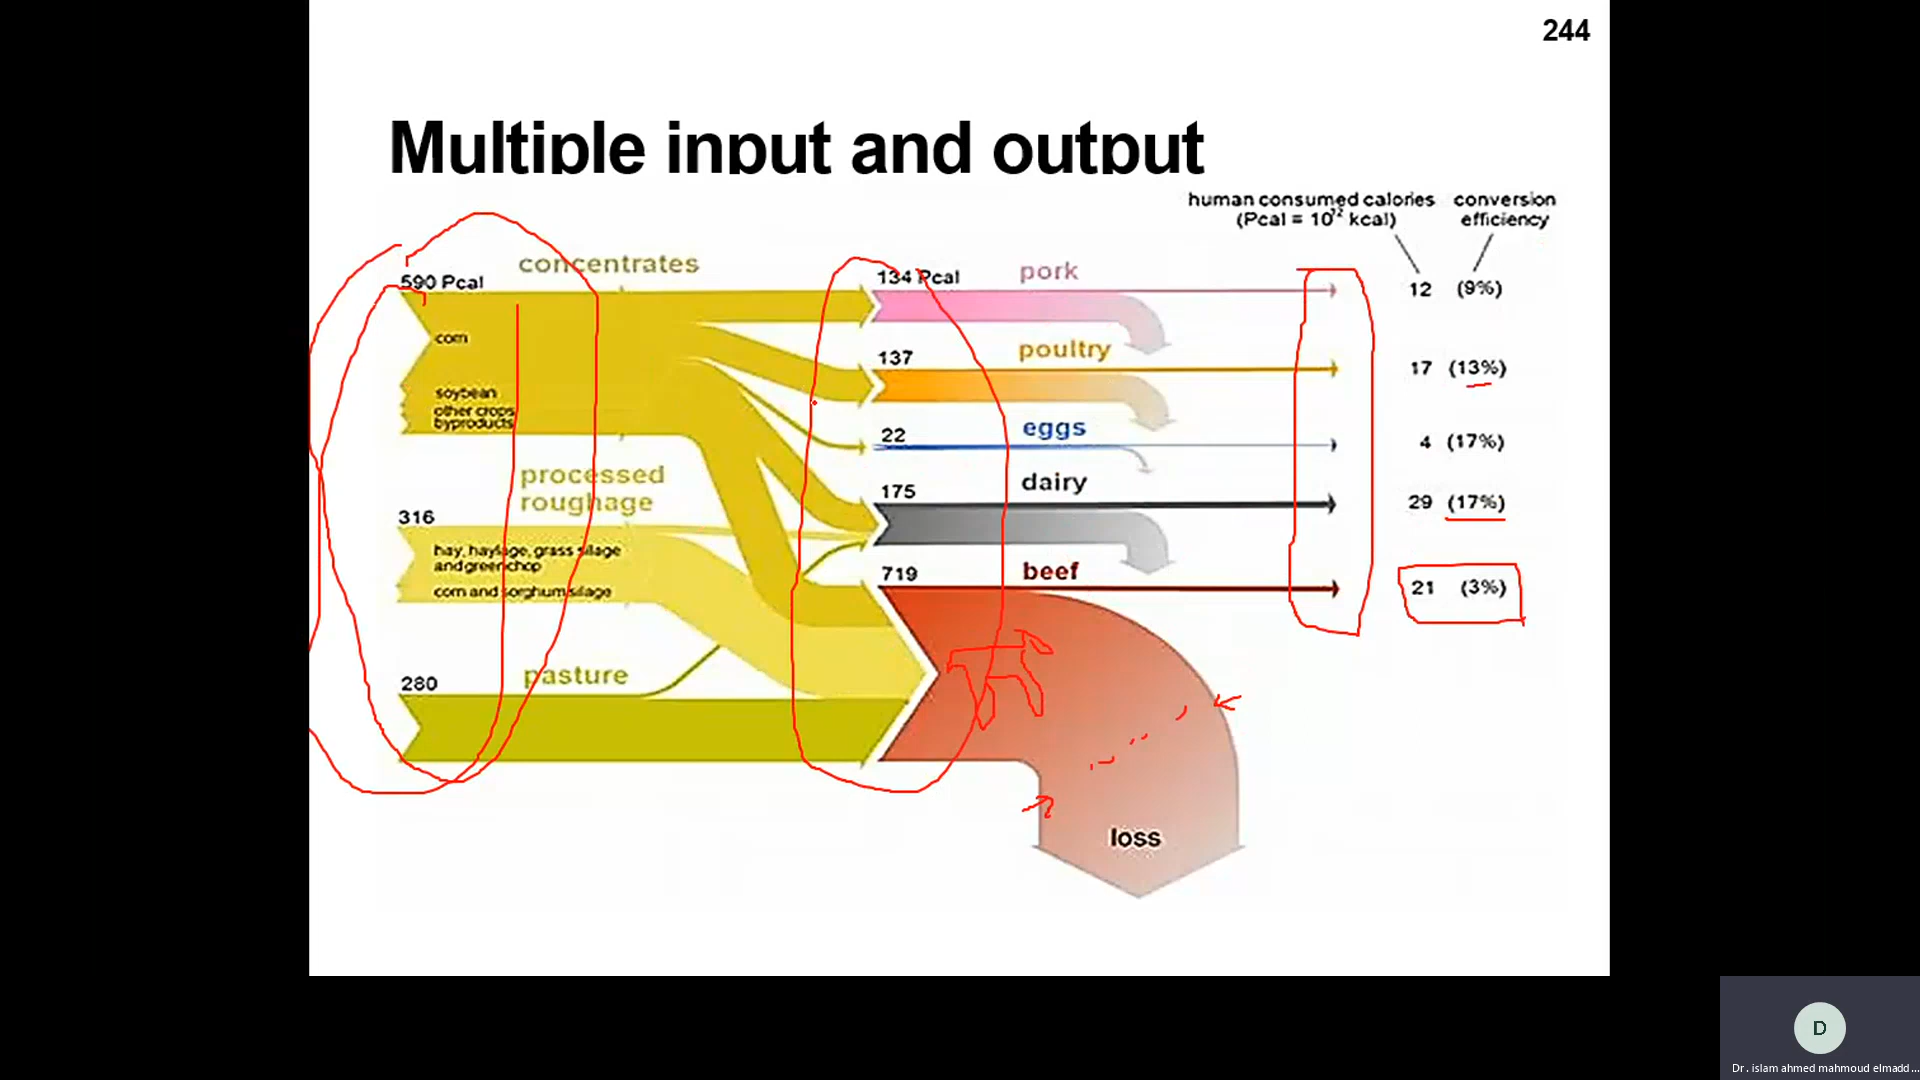 244
Multiple input and output
human consumed calories
(Pcal = 10¹² kcal)
conversion
efficiency
concentrates
590 Pcal
corn
soybean
other crops
byproducts
processed
roughage
316
hay, haylage, grass silage
and greenchop
corn and sorghum silage
pasture
280
134 Pcal
pork
12 (9%)
137
poultry
17 (13%)
22
eggs
4 (17%)
175
dairy
29 (17%)
719
beef
21 (3%)
loss
D
Dr. islam ahmed mahmoud elmadd...